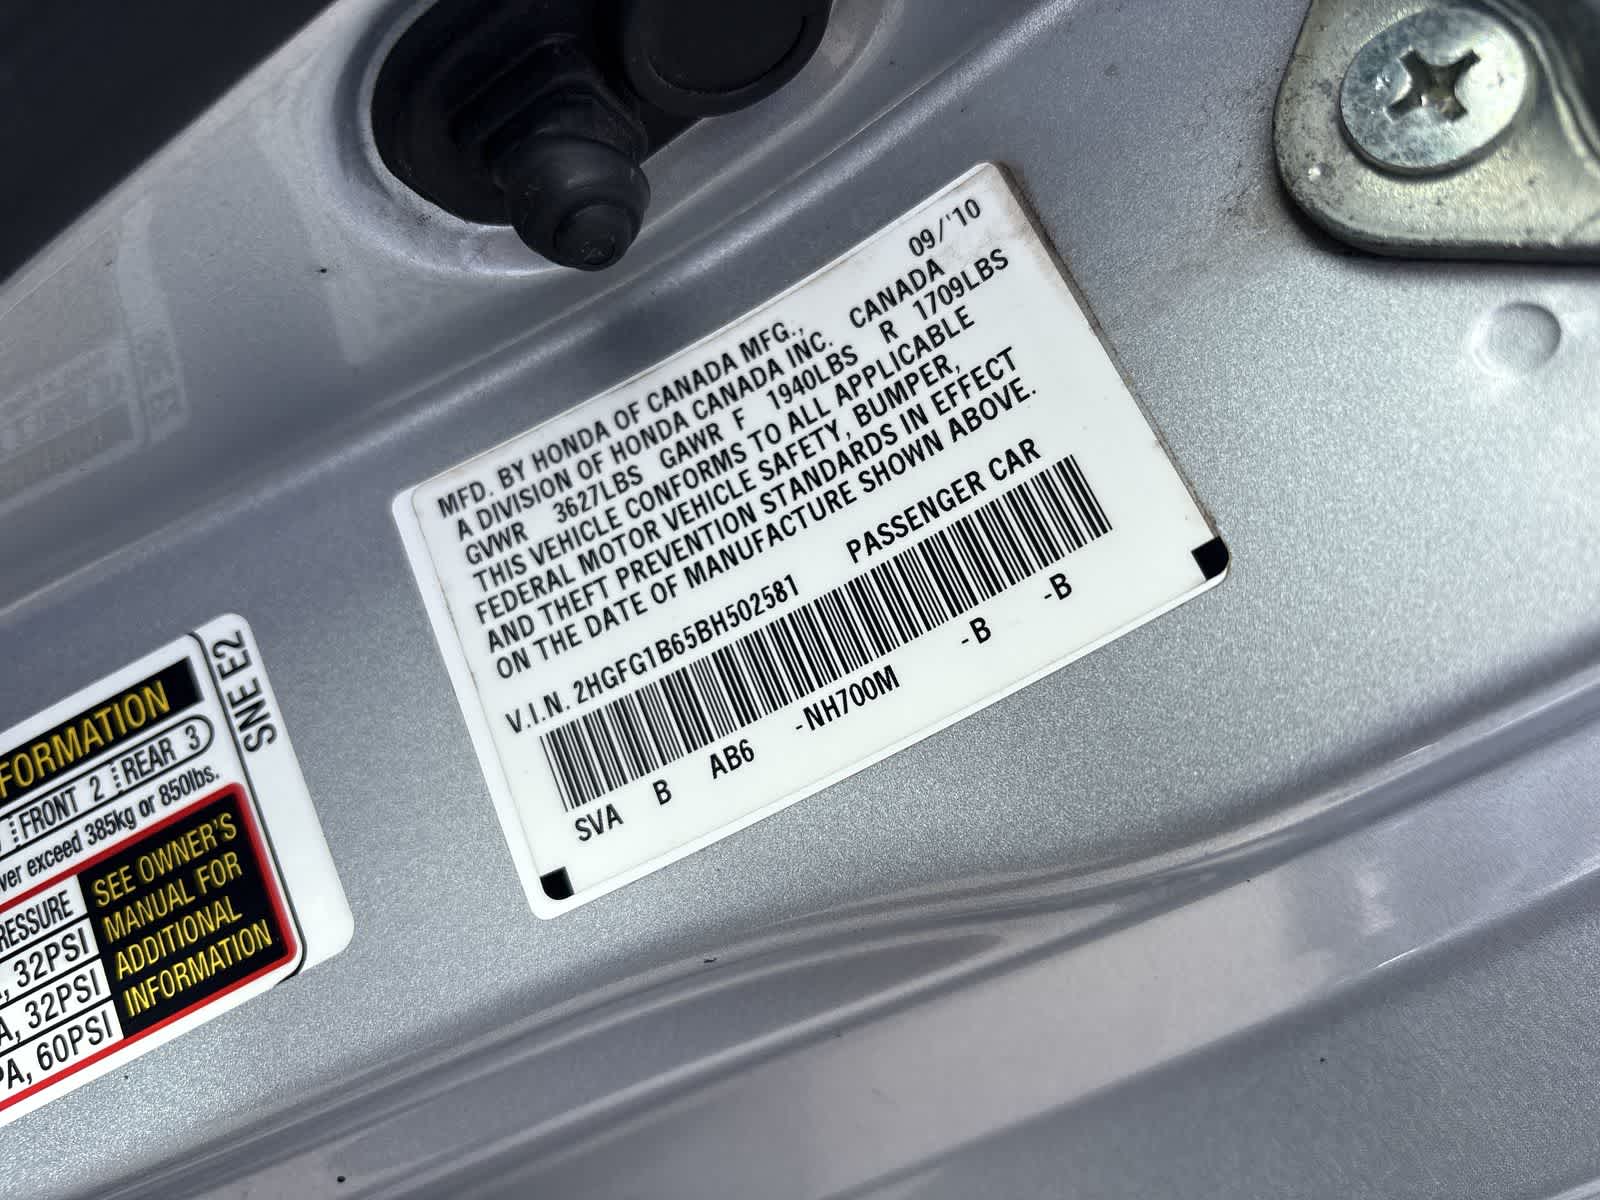 09/'10
MFD. BY HONDA OF CANADA MFG.,
A DIVISION OF HONDA CANADA INC. CANADA
GVWR 3627LBS GAWR F 1940LBS R 1709LBS
THIS VEHICLE CONFORMS TO ALL APPLICABLE
FEDERAL MOTOR VEHICLE SAFETY, BUMPER,
AND THEFT PREVENTION STANDARDS IN EFFECT
ON THE DATE OF MANUFACTURE SHOWN ABOVE.
V.I.N. 2HGFG1B65BH502581 PASSENGER CAR
SVA B AB6 -NH700M -B -B
SNE E2
FORMATION
FRONT 2 REAR 3
ver exceed 385kg or 850lbs.
RESSURE
, 32PSI
A, 32PSI
PA, 60PSI
SEE OWNER'S
MANUAL FOR
ADDITIONAL
INFORMATION